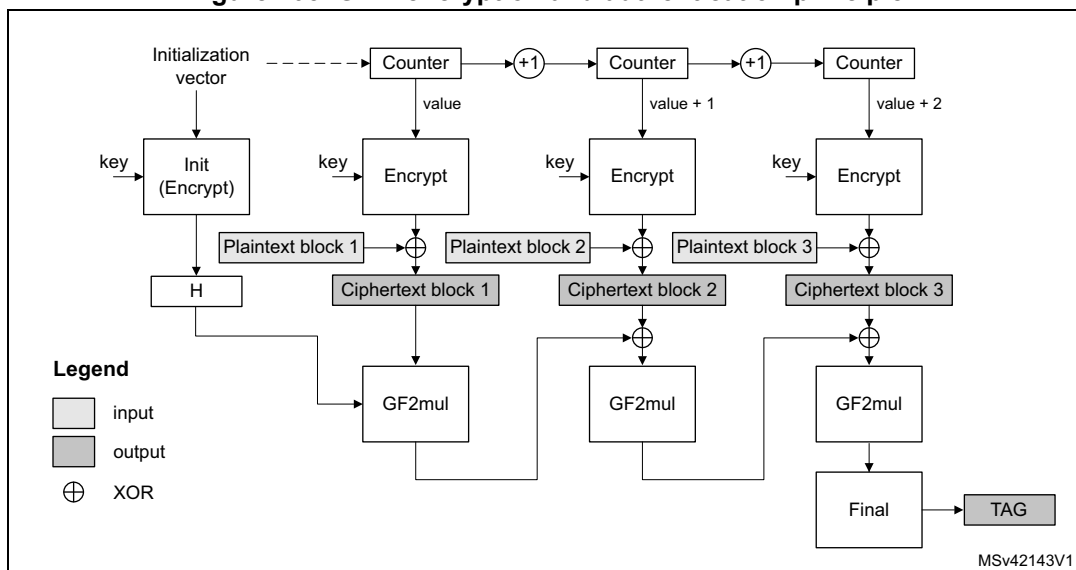 Initialization
vector
Counter
+1
Counter
+1
Counter
value
value + 1
value + 2
key
Init
(Encrypt)
key
Encrypt
key
Encrypt
key
Encrypt
Plaintext block 1
Plaintext block 2
Plaintext block 3
H
Ciphertext block 1
Ciphertext block 2
Ciphertext block 3
Legend
input
output
XOR
GF2mul
GF2mul
GF2mul
Final
TAG
MSv42143V1